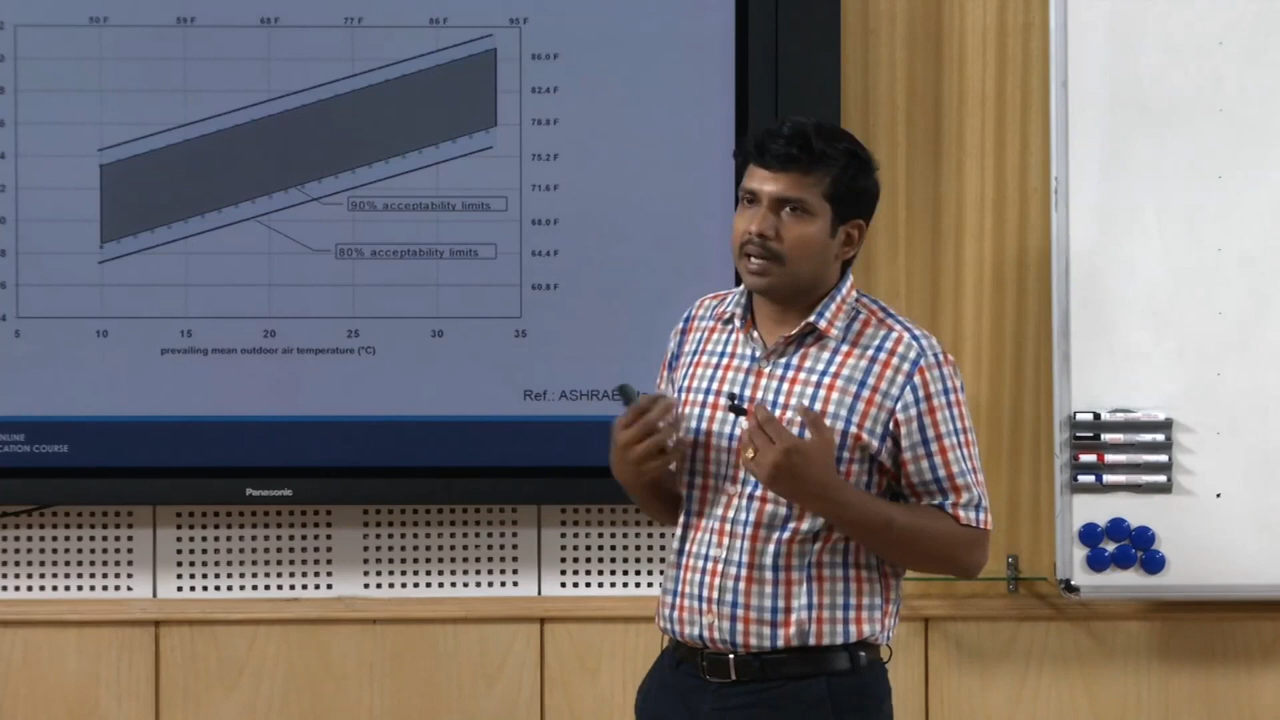 50 F 59 F 68 F 77 F 86 F 95 F
86.0 F
82.4 F
78.8 F
75.2 F
71.6 F
68.0 F
64.4 F
60.8 F
90% acceptability limits
80% acceptability limits
5 10 15 20 25 30 35
prevailing mean outdoor air temperature (°C)
Ref.: ASHRAE
NLINE
CATION COURSE
Panasonic